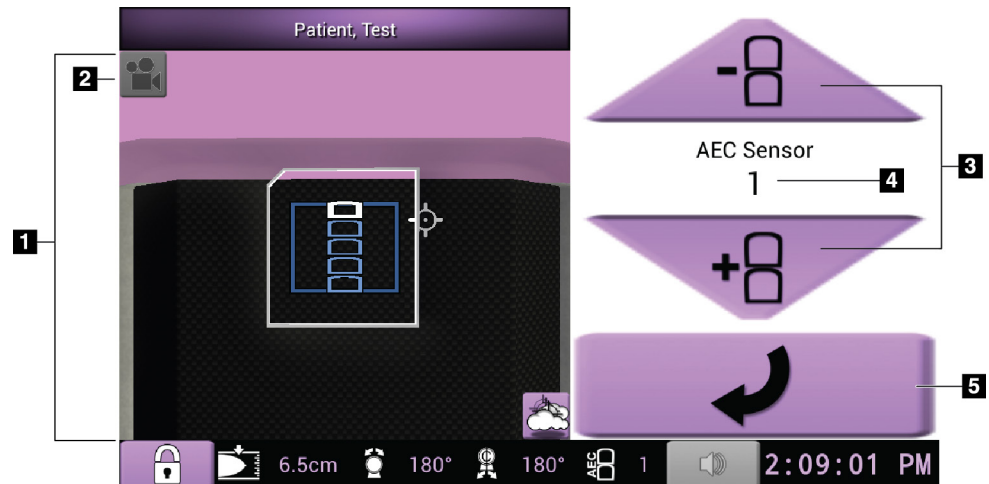 Patient, Test
1
2
3
4
5
-
AEC Sensor
1
+
6.5cm
180°
180°
AEC
1
2:09:01 PM